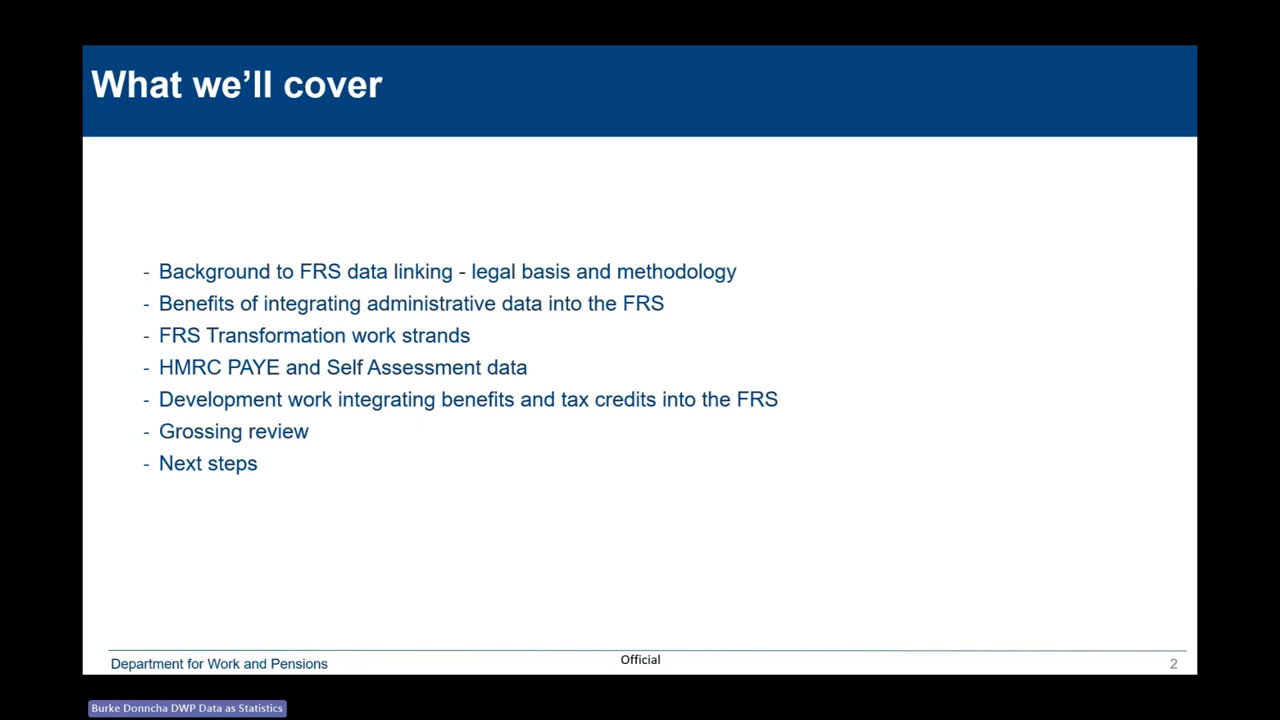 What we'll cover
- Background to FRS data linking - legal basis and methodology
- Benefits of integrating administrative data into the FRS
- FRS Transformation work strands
- HMRC PAYE and Self Assessment data
- Development work integrating benefits and tax credits into the FRS
- Grossing review
- Next steps
Department for Work and Pensions
Official
2
Burke Donncha DWP Data as Statistics